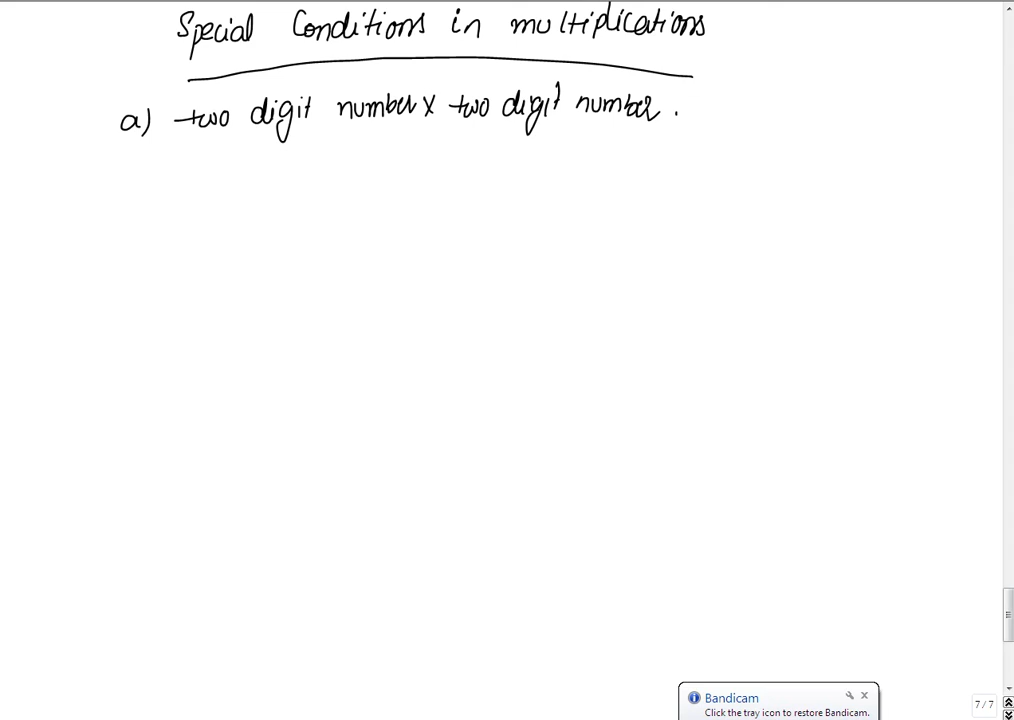 Special Conditions in multiplications
a) two digit number x two digit number.
Bandicam
Click the tray icon to restore Bandicam.
7 / 7